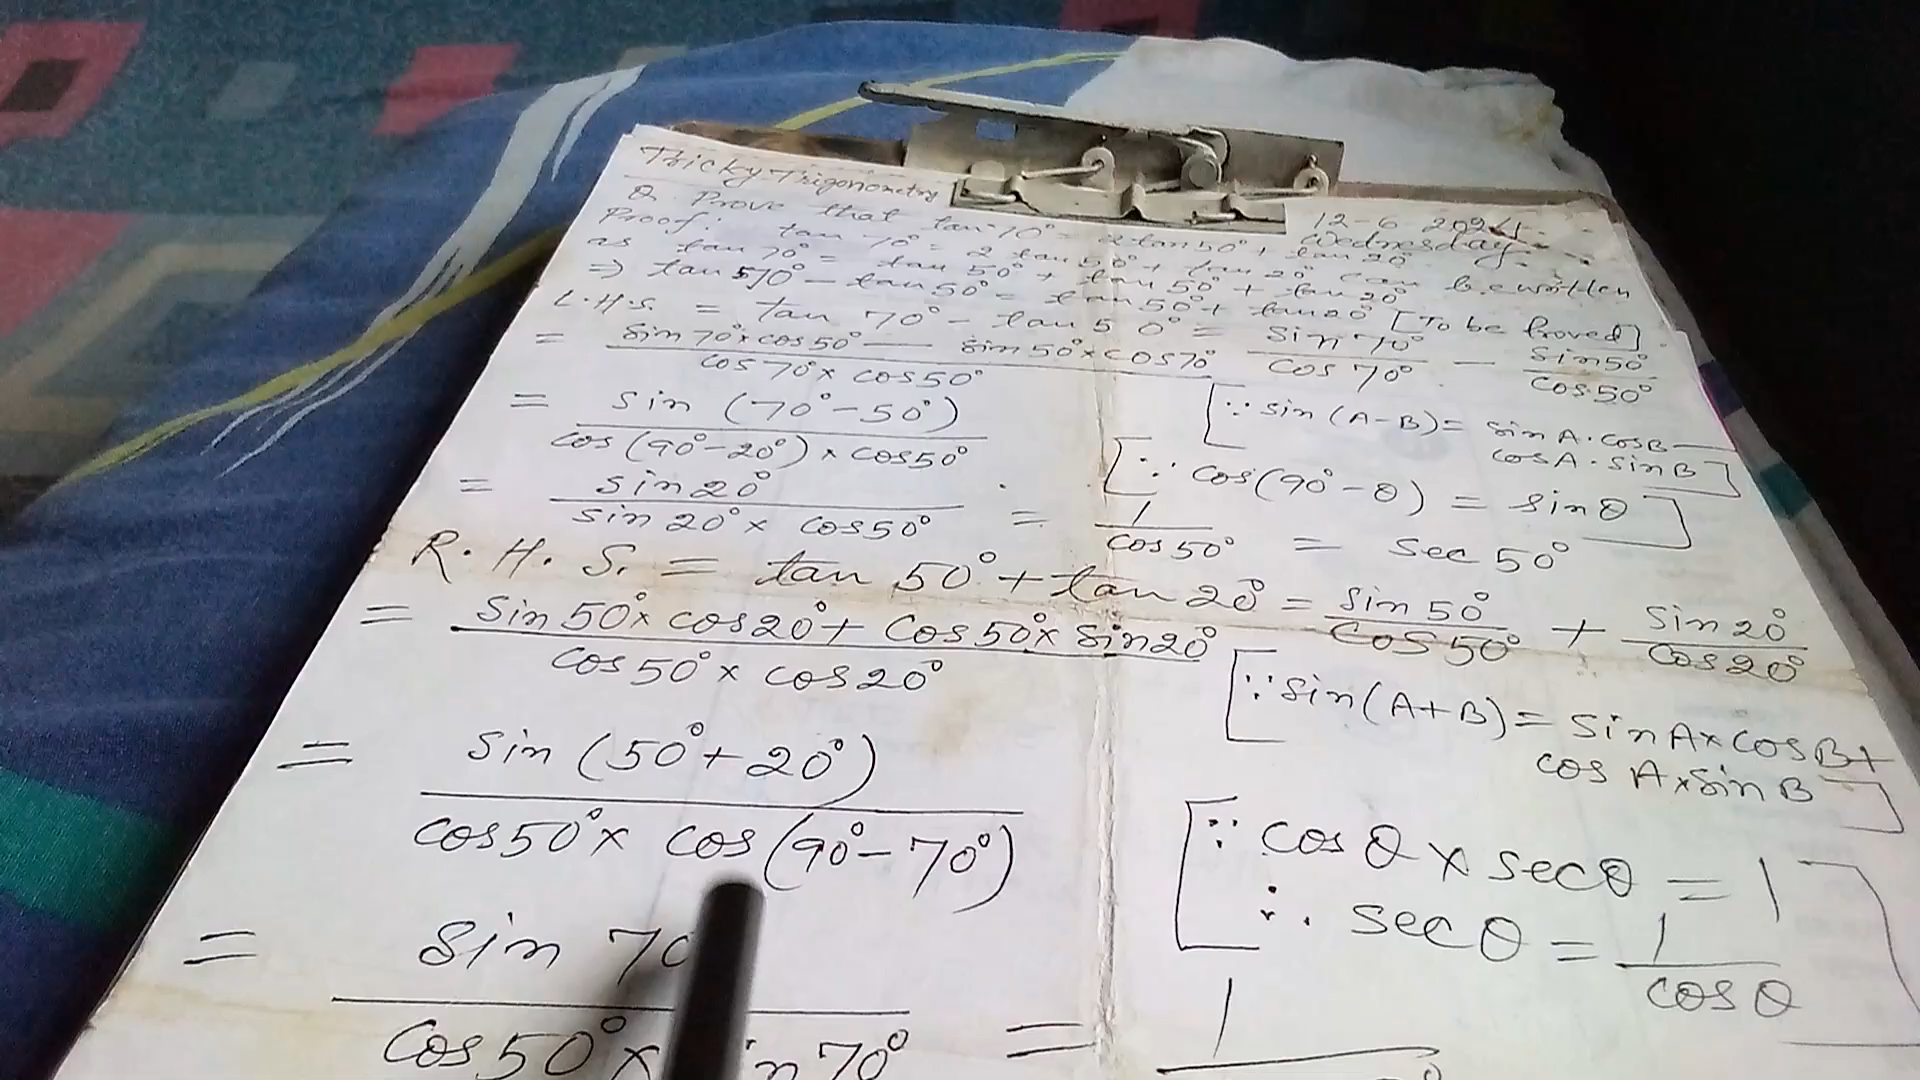 Tricky Trigonometry
12-6-2024
Wednesday
Q. Prove that tan 70° = 2 tan 50° + tan 20°
Proof: tan 70° = 2 tan 50° + tan 20° can be written
as tan 70° = tan 50° + tan 50° + tan 20°
⇒ tan 70° - tan 50° = tan 50° + tan 20° [To be Proved]
L.H.S. = tan 70° - tan 50° = sin 70° / cos 70° - sin 50° / cos 50°
= sin 70° × cos 50° - sin 50° × cos 70° / cos 70° × cos 50°
= sin (70° - 50°) / cos (90° - 20°) × cos 50°
[∵ sin (A-B) = sin A . cos B -
cos A . sin B]
[∵ cos (90° - θ) = sin θ]
= sin 20° / sin 20° × cos 50° = 1 / cos 50° = sec 50°
R.H.S. = tan 50° + tan 20° = sin 50° / cos 50° + sin 20° / cos 20°
= sin 50° × cos 20° + cos 50° × sin 20° / cos 50° × cos 20°
[∵ sin (A+B) = sin A × cos B +
cos A × sin B]
= sin (50° + 20°) / cos 50° × cos (90° - 70°)
[∵ cos θ × sec θ = 1
∴ sec θ = 1 / cos θ]
= sin 70 / cos 50° × in 70° = 1